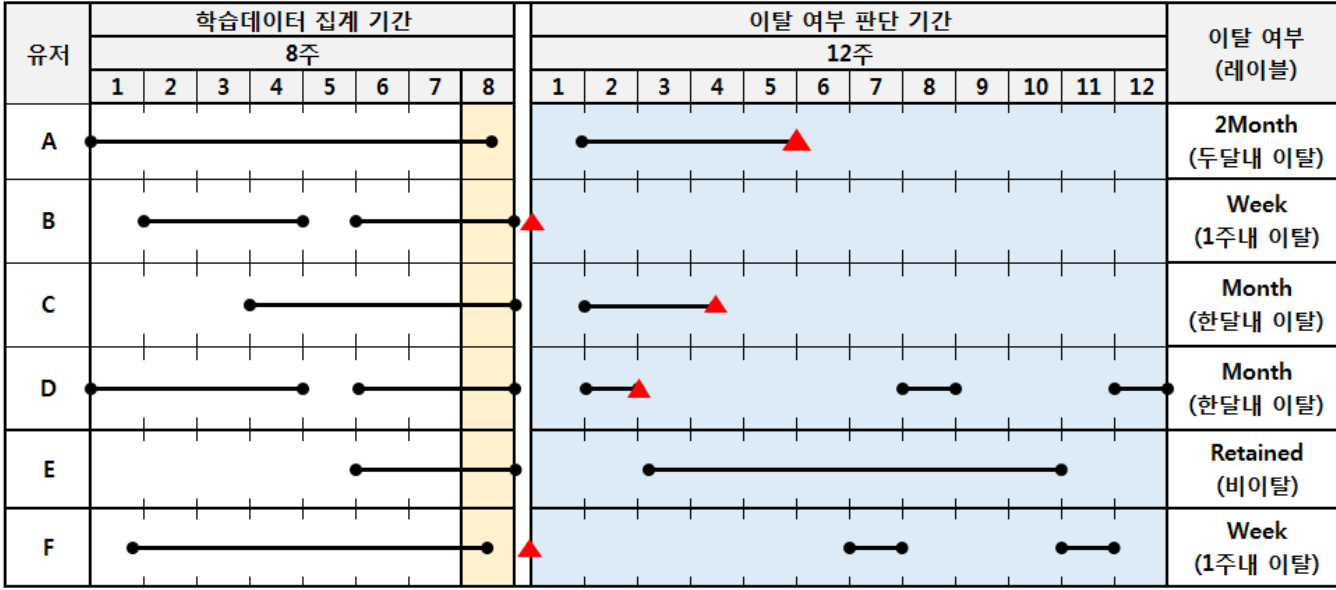 유저
학습데이터 집계 기간
이탈 여부 판단 기간
이탈 여부
(레이블)
8주
12주
1 2 3 4 5 6 7 8
1 2 3 4 5 6 7 8 9 10 11 12
A
2Month
(두달내 이탈)
B
Week
(1주내 이탈)
C
Month
(한달내 이탈)
D
Month
(한달내 이탈)
E
Retained
(비이탈)
F
Week
(1주내 이탈)